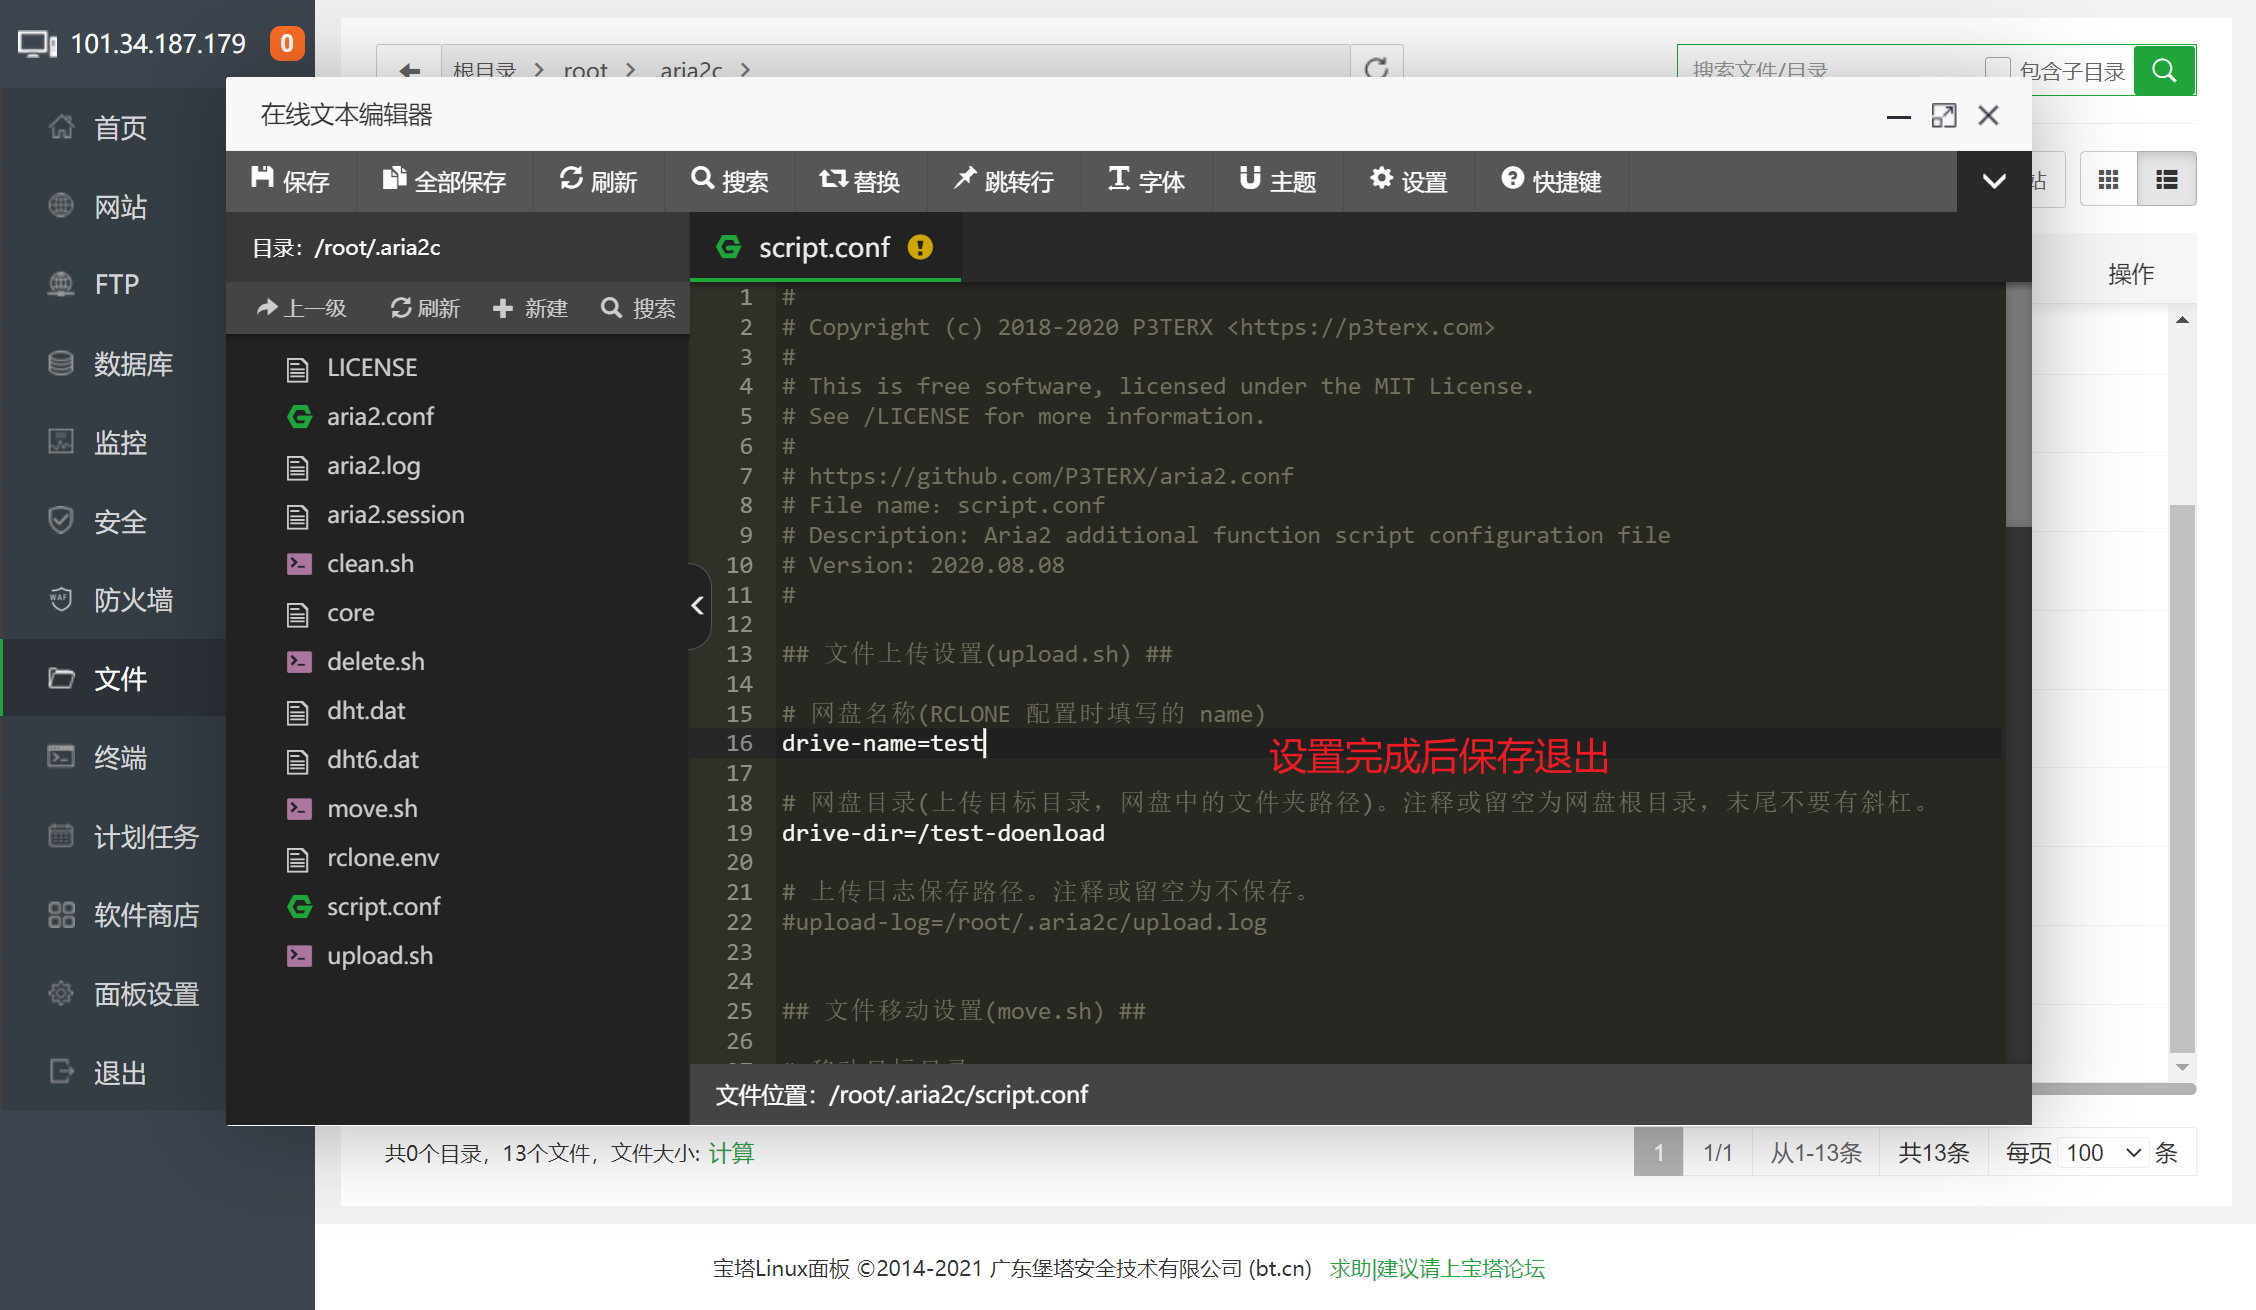 101.34.187.179 0
首页
网站
FTP
数据库
监控
安全
WAF 防火墙
文件
终端
计划任务
软件商店
面板设置
退出
根目录 root .aria2c
搜索文件/目录 包含子目录
站
操作
在线文本编辑器
保存 全部保存 刷新 搜索 替换 跳转行 字体 主题 设置 快捷键
目录：/root/.aria2c
上一级 刷新 新建 搜索
LICENSE
aria2.conf
aria2.log
aria2.session
clean.sh
core
delete.sh
dht.dat
dht6.dat
move.sh
rclone.env
script.conf
upload.sh
script.conf
1 #
2 # Copyright (c) 2018-2020 P3TERX <https://p3terx.com>
3 #
4 # This is free software, licensed under the MIT License.
5 # See /LICENSE for more information.
6 #
7 # https://github.com/P3TERX/aria2.conf
8 # File name：script.conf
9 # Description: Aria2 additional function script configuration file
10 # Version: 2020.08.08
11 #
12
13 ## 文件上传设置(upload.sh) ##
14
15 # 网盘名称(RCLONE 配置时填写的 name)
16 drive-name=test
设置完成后保存退出
17
18 # 网盘目录(上传目标目录，网盘中的文件夹路径)。注释或留空为网盘根目录，末尾不要有斜杠。
19 drive-dir=/test-doenload
20
21 # 上传日志保存路径。注释或留空为不保存。
22 #upload-log=/root/.aria2c/upload.log
23
24
25 ## 文件移动设置(move.sh) ##
26
文件位置：/root/.aria2c/script.conf
共0个目录，13个文件，文件大小: 计算
1 1/1 从1-13条 共13条 每页 100 条
宝塔Linux面板 ©2014-2021 广东堡塔安全技术有限公司 (bt.cn) 求助|建议请上宝塔论坛